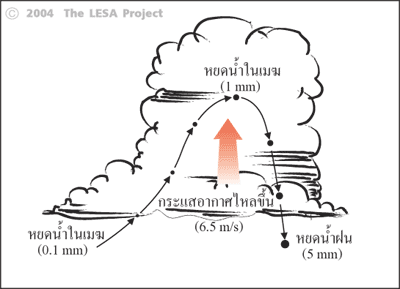 © 2004 The LESA Project
หยดน้ำในเมฆ
(1 mm)
กระแสอากาศไหลขึ้น
(6.5 m/s)
หยดน้ำในเมฆ
(0.1 mm)
หยดน้ำฝน
(5 mm)